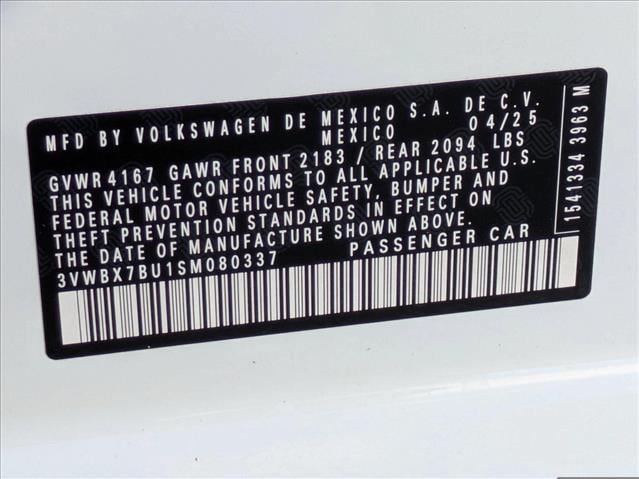 MFD BY VOLKSWAGEN DE MEXICO S.A. DE C.V.
MEXICO 04/25
GVWR 4167 GAWR FRONT 2183 / REAR 2094 LBS
THIS VEHICLE CONFORMS TO ALL APPLICABLE U.S.
FEDERAL MOTOR VEHICLE SAFETY, BUMPER AND
THEFT PREVENTION STANDARDS IN EFFECT ON
THE DATE OF MANUFACTURE SHOWN ABOVE.
3VWBX7BU1SM080337 PASSENGER CAR
1541334 3963 M